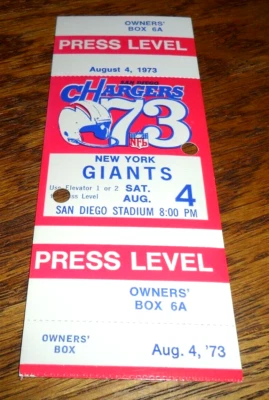 OWNERS'
BOX 6A
PRESS LEVEL
August 4, 1973
SAN DIEGO
CHARGERS
73
NFL
NEW YORK
GIANTS
Use Elevator 1 or 2 SAT.
Press Level AUG. 4
SAN DIEGO STADIUM 8:00 PM
PRESS LEVEL
OWNERS'
BOX 6A
OWNERS'
BOX Aug. 4, '73